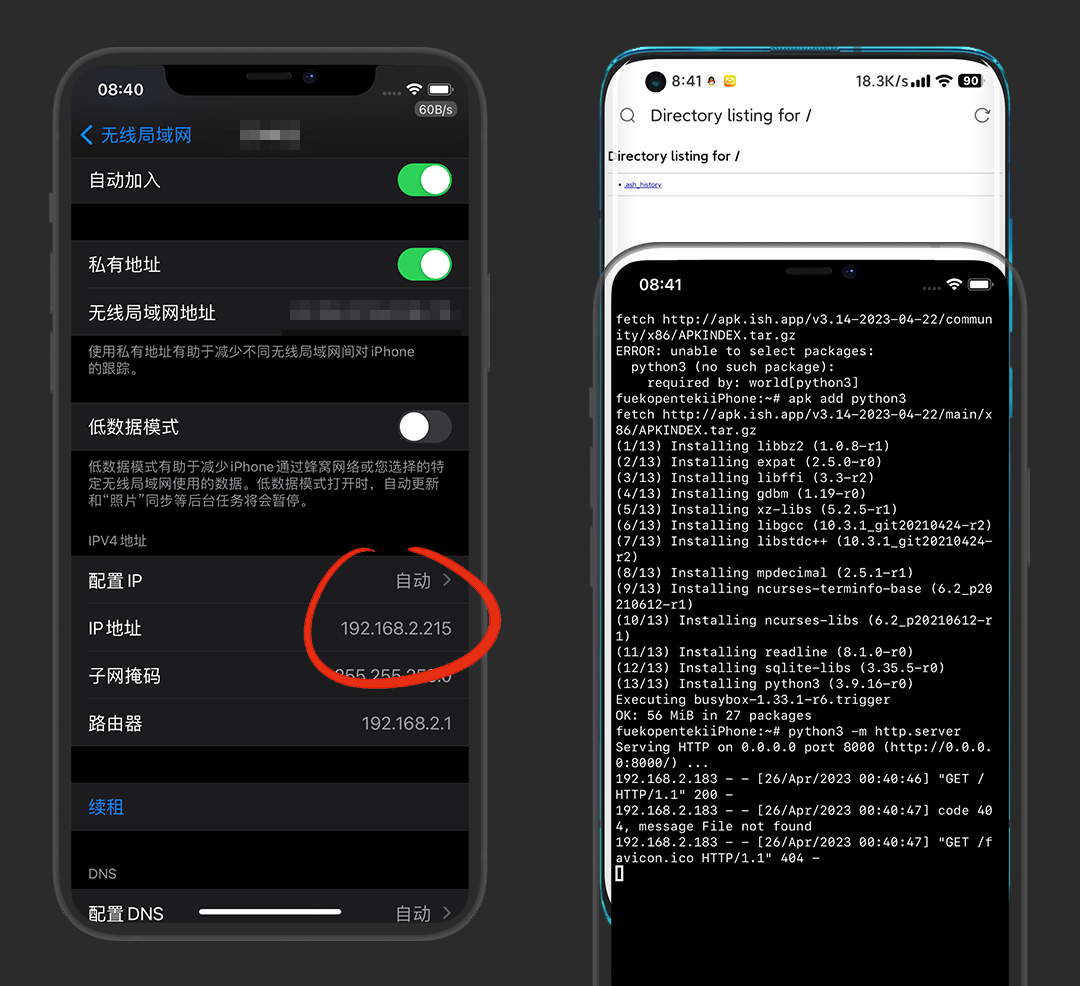 08:40
60B/s
无线局域网
自动加入
私有地址
无线局域网地址
使用私有地址有助于减少不同无线局域网间对 iPhone
的跟踪。
低数据模式
低数据模式有助于减少 iPhone 通过蜂窝网络或您选择的特
定无线局域网使用的数据。低数据模式打开时，自动更新
和“照片”同步等后台任务将会暂停。
IPV4 地址
配置 IP 自动
IP 地址 192.168.2.215
子网掩码 255.255.255.0
路由器 192.168.2.1
续租
DNS
配置 DNS 自动
8:41 18.3K/s 90
Directory listing for /
Directory listing for /
.ash_history
08:41
fetch http://apk.ish.app/v3.14-2023-04-22/commun
ity/x86/APKINDEX.tar.gz
ERROR: unable to select packages:
python3 (no such package):
required by: world[python3]
fuekopentekiiPhone:~# apk add python3
fetch http://apk.ish.app/v3.14-2023-04-22/main/x
86/APKINDEX.tar.gz
(1/13) Installing libbz2 (1.0.8-r1)
(2/13) Installing expat (2.5.0-r0)
(3/13) Installing libffi (3.3-r2)
(4/13) Installing gdbm (1.19-r0)
(5/13) Installing xz-libs (5.2.5-r1)
(6/13) Installing libgcc (10.3.1_git20210424-r2)
(7/13) Installing libstdc++ (10.3.1_git20210424-
r2)
(8/13) Installing mpdecimal (2.5.1-r1)
(9/13) Installing ncurses-terminfo-base (6.2_p20
210612-r1)
(10/13) Installing ncurses-libs (6.2_p20210612-r
1)
(11/13) Installing readline (8.1.0-r0)
(12/13) Installing sqlite-libs (3.35.5-r0)
(13/13) Installing python3 (3.9.16-r0)
Executing busybox-1.33.1-r6.trigger
OK: 56 MiB in 27 packages
fuekopentekiiPhone:~# python3 -m http.server
Serving HTTP on 0.0.0.0 port 8000 (http://0.0.0.
0:8000/) ...
192.168.2.183 - - [26/Apr/2023 00:40:46] "GET /
HTTP/1.1" 200 -
192.168.2.183 - - [26/Apr/2023 00:40:47] code 40
4, message File not found
192.168.2.183 - - [26/Apr/2023 00:40:47] "GET /f
avicon.ico HTTP/1.1" 404 -